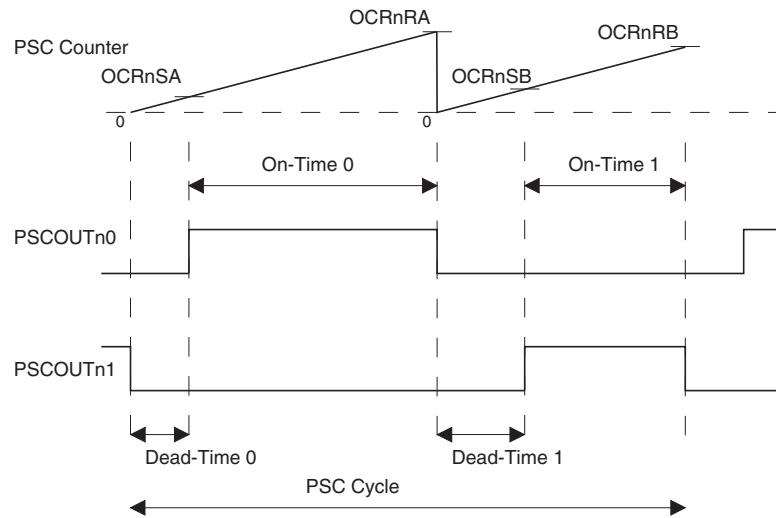 OCRnRA
OCRnRB
PSC Counter
OCRnSA
OCRnSB
0
0
On-Time 0
On-Time 1
PSCOUTn0
PSCOUTn1
Dead-Time 0
Dead-Time 1
PSC Cycle